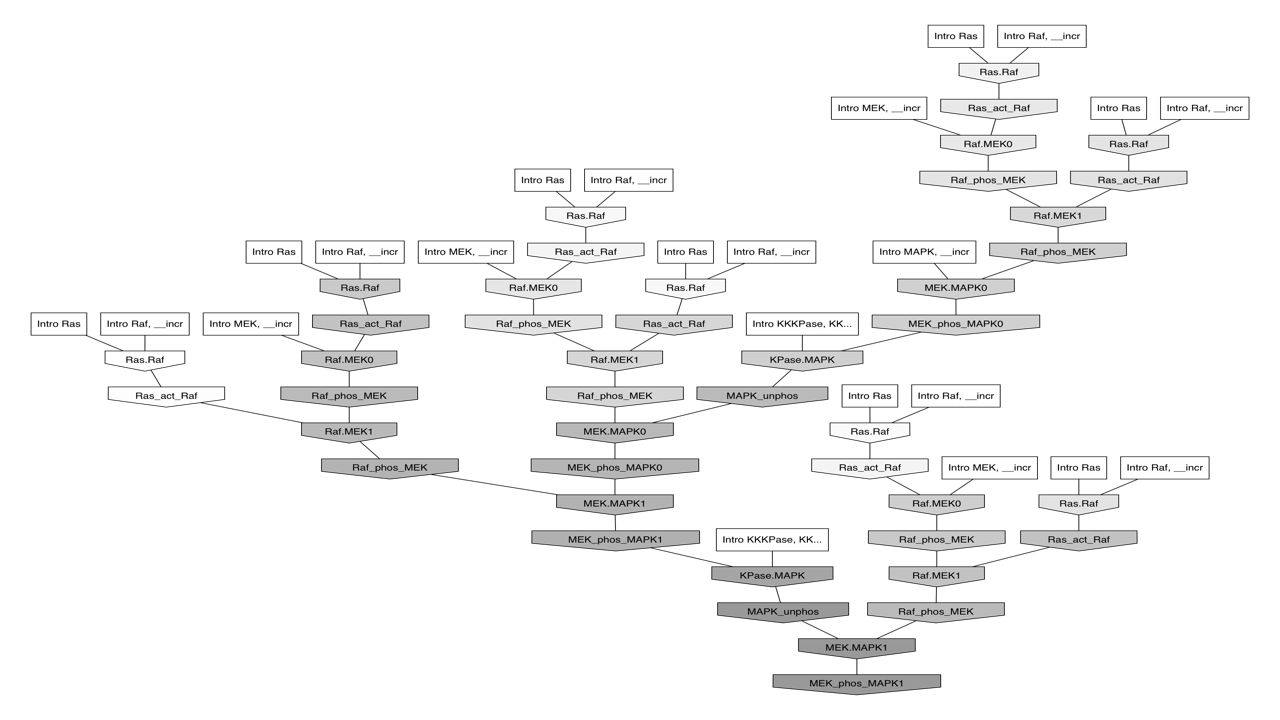 Intro Ras
Intro Raf, __incr
Ras.Raf
Intro MEK, __incr
Ras_act_Raf
Intro Ras
Intro Raf, __incr
Raf.MEK0
Ras.Raf
Intro Ras
Intro Raf, __incr
Raf_phos_MEK
Ras_act_Raf
Ras.Raf
Raf.MEK1
Intro Ras
Intro Raf, __incr
Intro MEK, __incr
Ras_act_Raf
Intro Ras
Intro Raf, __incr
Intro MAPK, __incr
Raf_phos_MEK
Ras.Raf
Raf.MEK0
Ras.Raf
MEK.MAPK0
Intro Ras
Intro Raf, __incr
Intro MEK, __incr
Ras_act_Raf
Raf_phos_MEK
Ras_act_Raf
Intro KKKPase, KK...
MEK_phos_MAPK0
Ras.Raf
Raf.MEK0
Raf.MEK1
KPase.MAPK
Ras_act_Raf
Raf_phos_MEK
Raf_phos_MEK
MAPK_unphos
Intro Ras
Intro Raf, __incr
Raf.MEK1
MEK.MAPK0
Ras.Raf
Raf_phos_MEK
MEK_phos_MAPK0
Ras_act_Raf
Intro MEK, __incr
Intro Ras
Intro Raf, __incr
MEK.MAPK1
Raf.MEK0
Ras.Raf
MEK_phos_MAPK1
Intro KKKPase, KK...
Raf_phos_MEK
Ras_act_Raf
KPase.MAPK
Raf.MEK1
MAPK_unphos
Raf_phos_MEK
MEK.MAPK1
MEK_phos_MAPK1